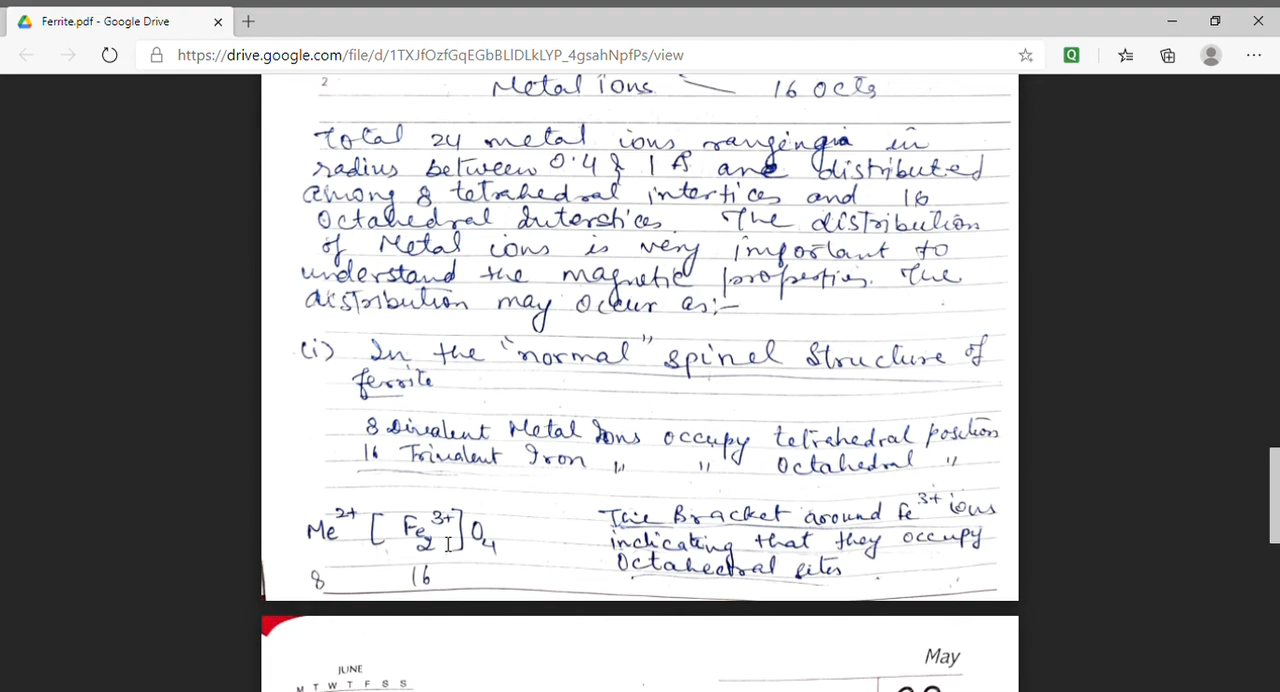 Ferrite.pdf - Google Drive
https://drive.google.com/file/d/1TXJfOzfGqEGbBLlDLkLYP_4gsahNpfPs/view
2
Metal ions 16 Octs
Total 24 metal ions ranging in in
radius between 0.4 & 1 Å are distributed
among 8 tetrahedral intertices and 16
Octahedral Interstices. The distribution
of Metal ions is very important to
understand the magnetic properties. The
distribution may occur as:-
(i) In the "normal" spinel structure of
ferrite
8 Divalent Metal Ions occupy tetrahedral position
16 Trivalent Iron " " Octahedral "
Me2+ [Fe2 3+] O4
The Bracket around Fe3+ ions
indicating that they occupy
Octahedral sites
8 16
JUNE
M T W T F S S
May